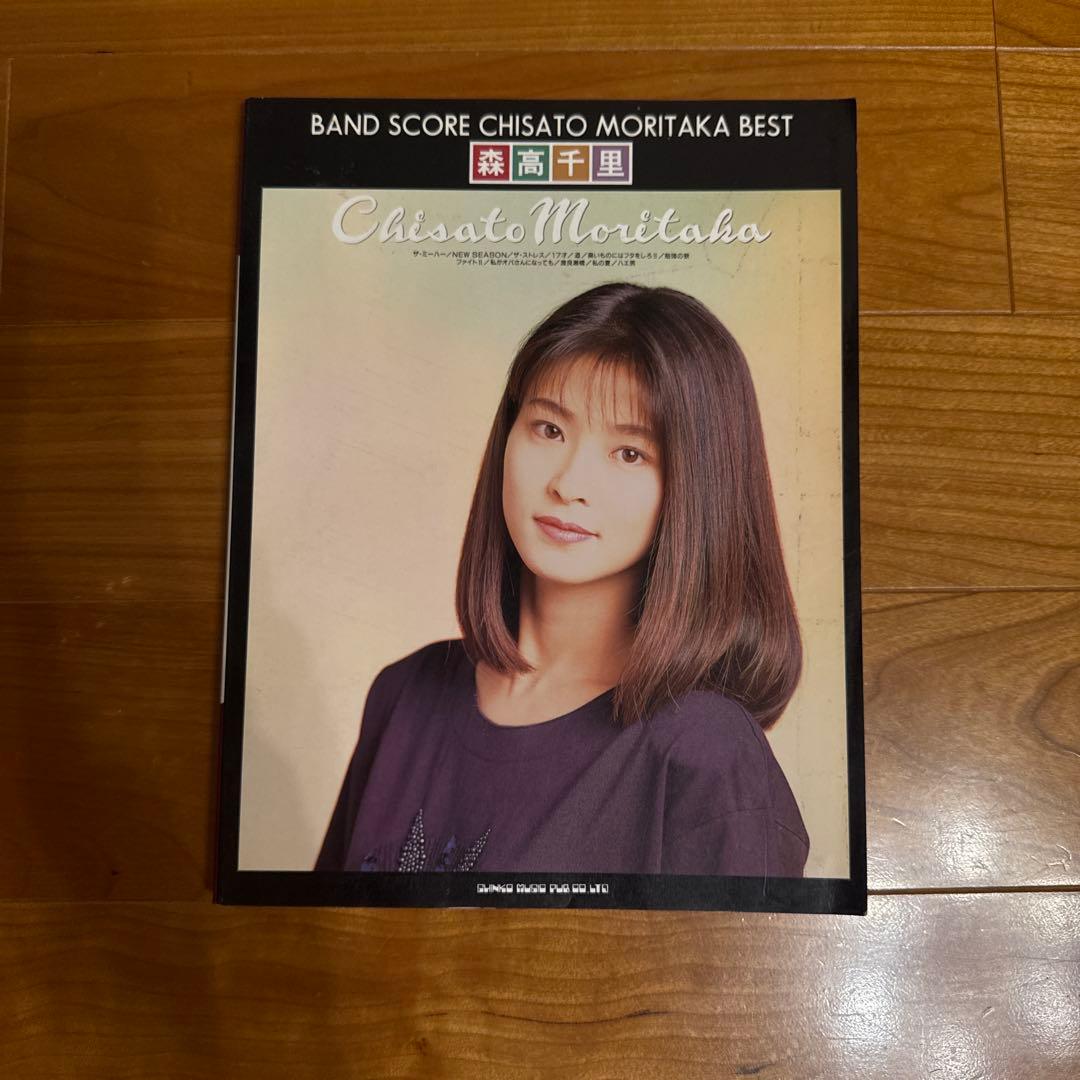 BAND SCORE CHISATO MORITAKA BEST
森高千里
Chisato Moritaka
ザ・ミーハー／NEW SEASON／ザ・ストレス／17才／道／臭いものにはフタをしろ!!／勉強の歌
ファイト!!／私がオバさんになっても／渡良瀬橋／私の夏／ハエ男
SHINKO MUSIC PUB CO LTD